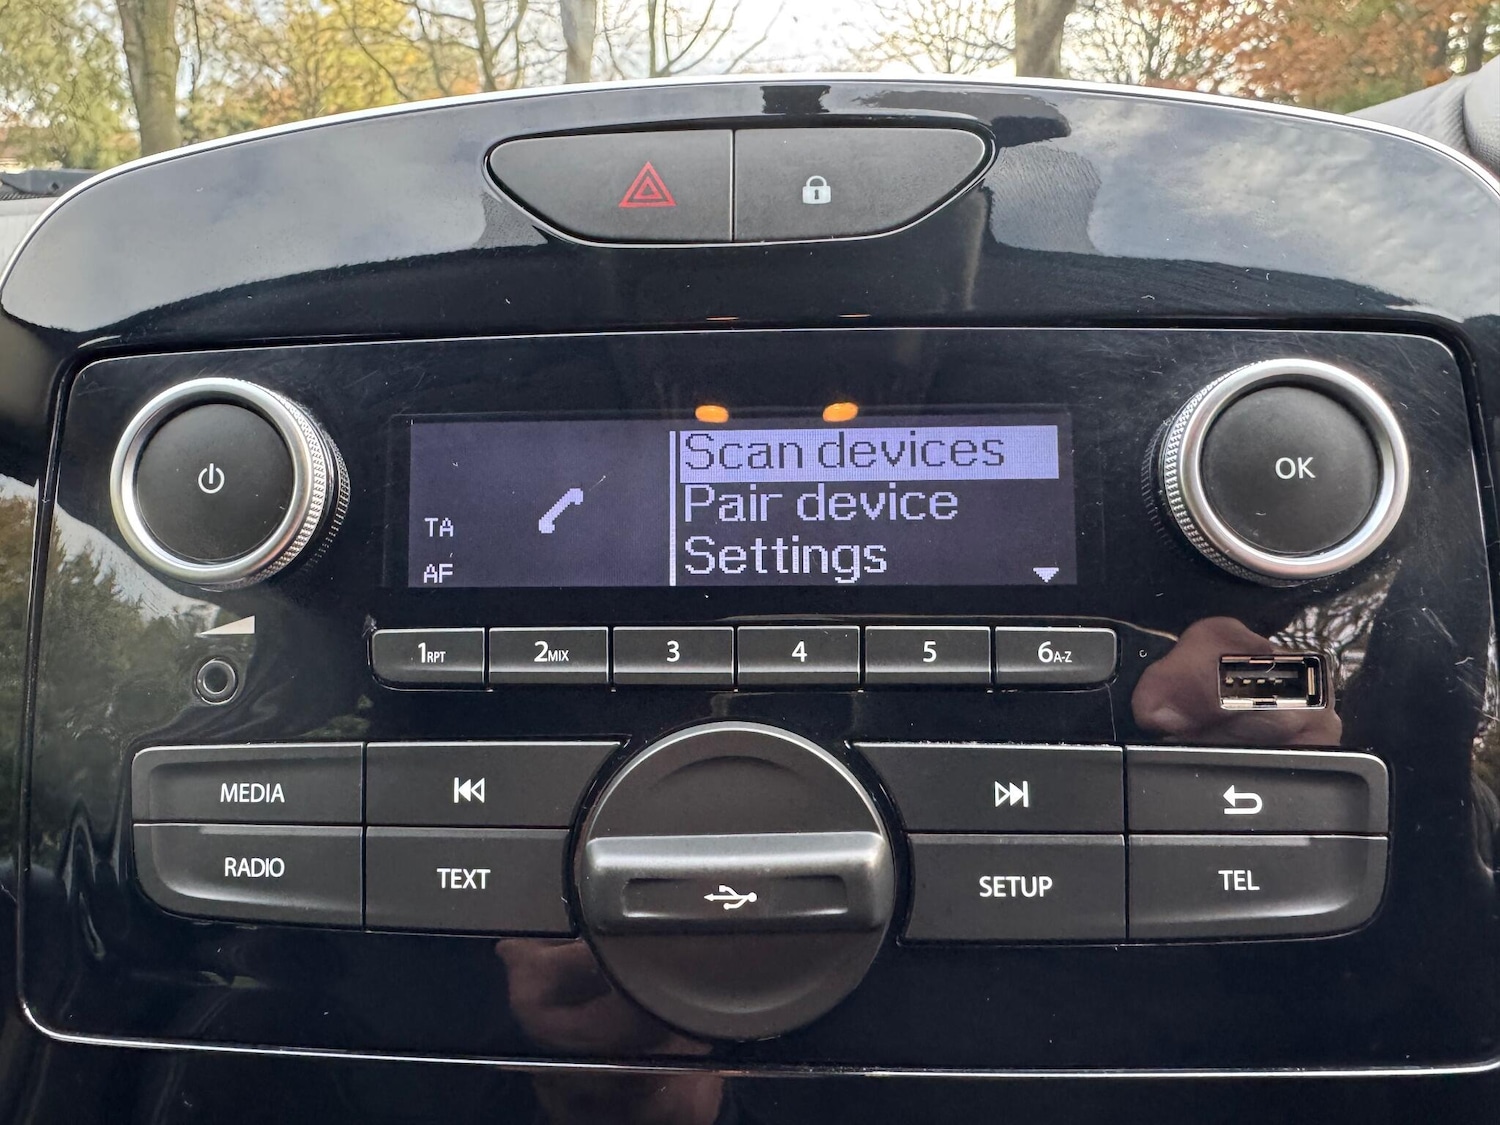 Scan devices
Pair device
TA
Settings
AF
OK
1RPT
2MIX
3
4
5
6A-Z
MEDIA
RADIO
TEXT
SETUP
TEL